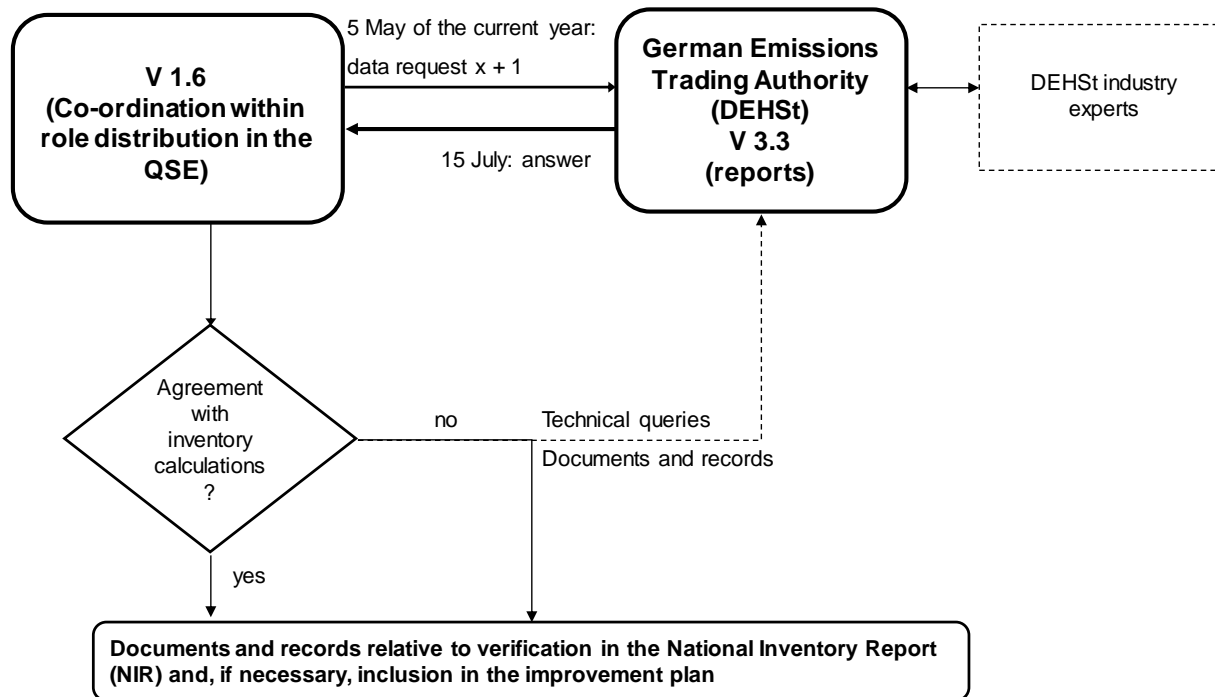 V 1.6
(Co-ordination within
role distribution in the
QSE)
5 May of the current year:
data request x + 1
15 July: answer
German Emissions
Trading Authority
(DEHSt)
V 3.3
(reports)
DEHSt industry
experts
Agreement
with
inventory
calculations
?
no
Technical queries
Documents and records
yes
Documents and records relative to verification in the National Inventory Report
(NIR) and, if necessary, inclusion in the improvement plan